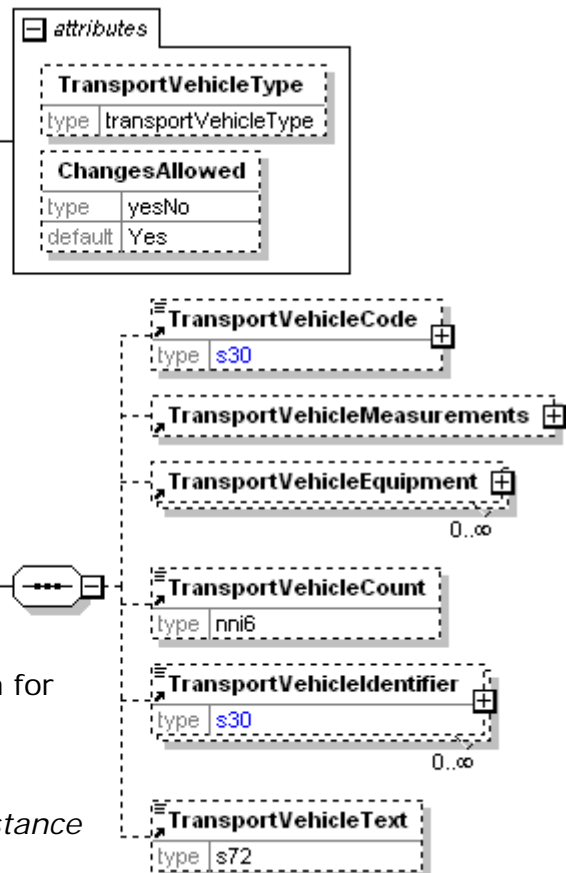 attributes
TransportVehicleType
type transportVehicleType
ChangesAllowed
type yesNo
default Yes
TransportVehicleCode
type s30
TransportVehicleMeasurements
TransportVehicleEquipment
0..∞
TransportVehicleCount
type nni6
for
TransportVehicleIdentifier
type s30
0..∞
stance
TransportVehicleText
type s72